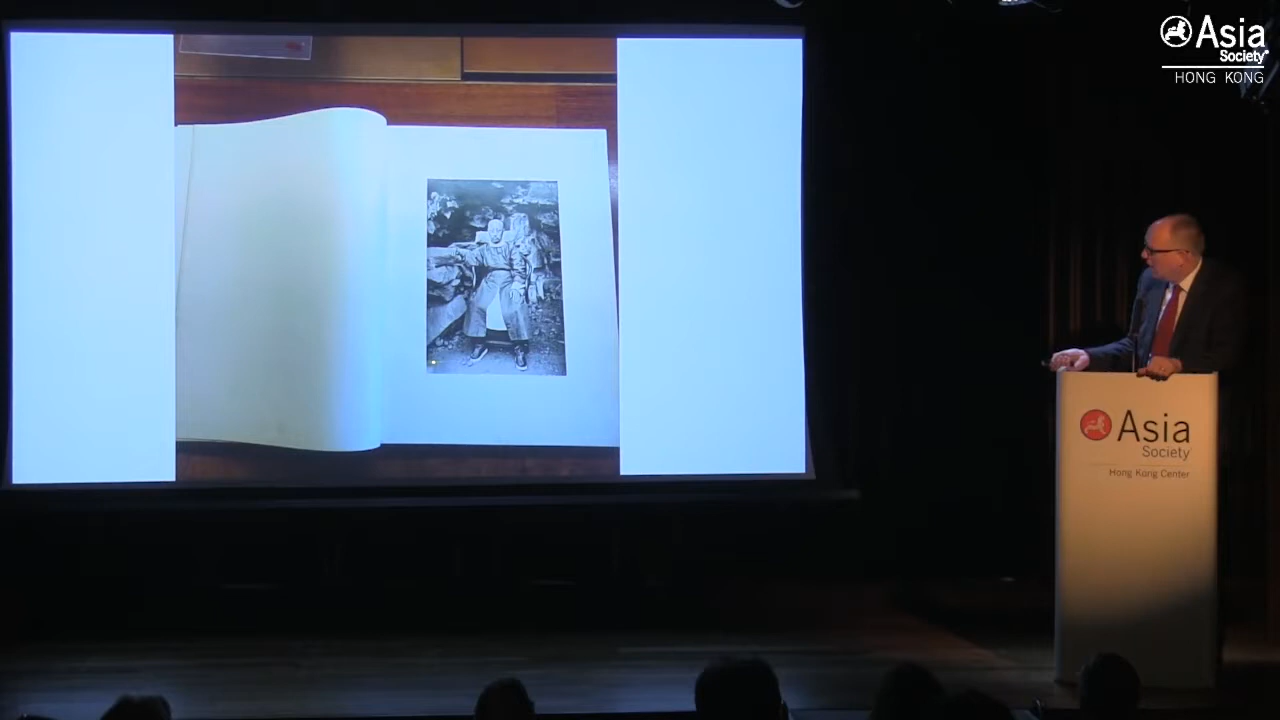 Asia
Society
HONG KONG
Asia
Society
Hong Kong Center